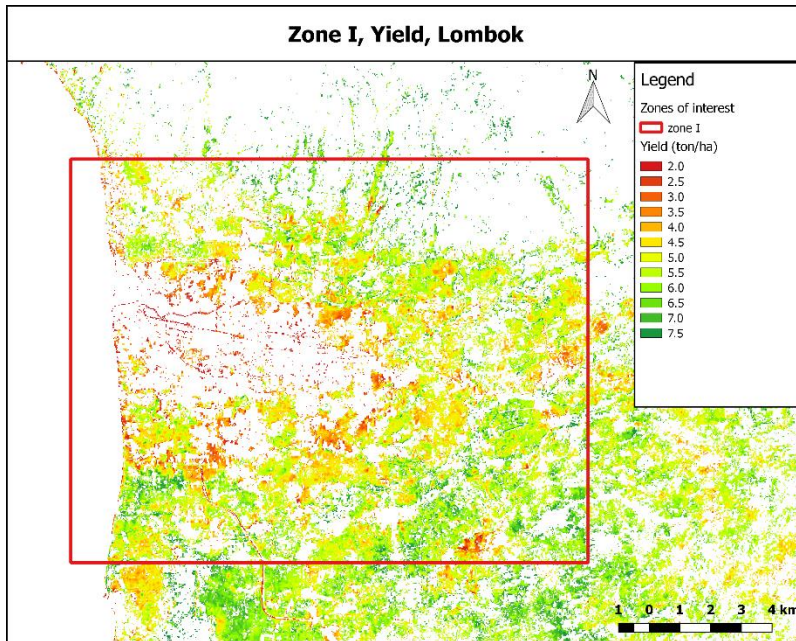 Zone I, Yield, Lombok
N
Legend
Zones of interest
zone I
Yield (ton/ha)
2.0
2.5
3.0
3.5
4.0
4.5
5.0
5.5
6.0
6.5
7.0
7.5
1 0 1 2 3 4 km